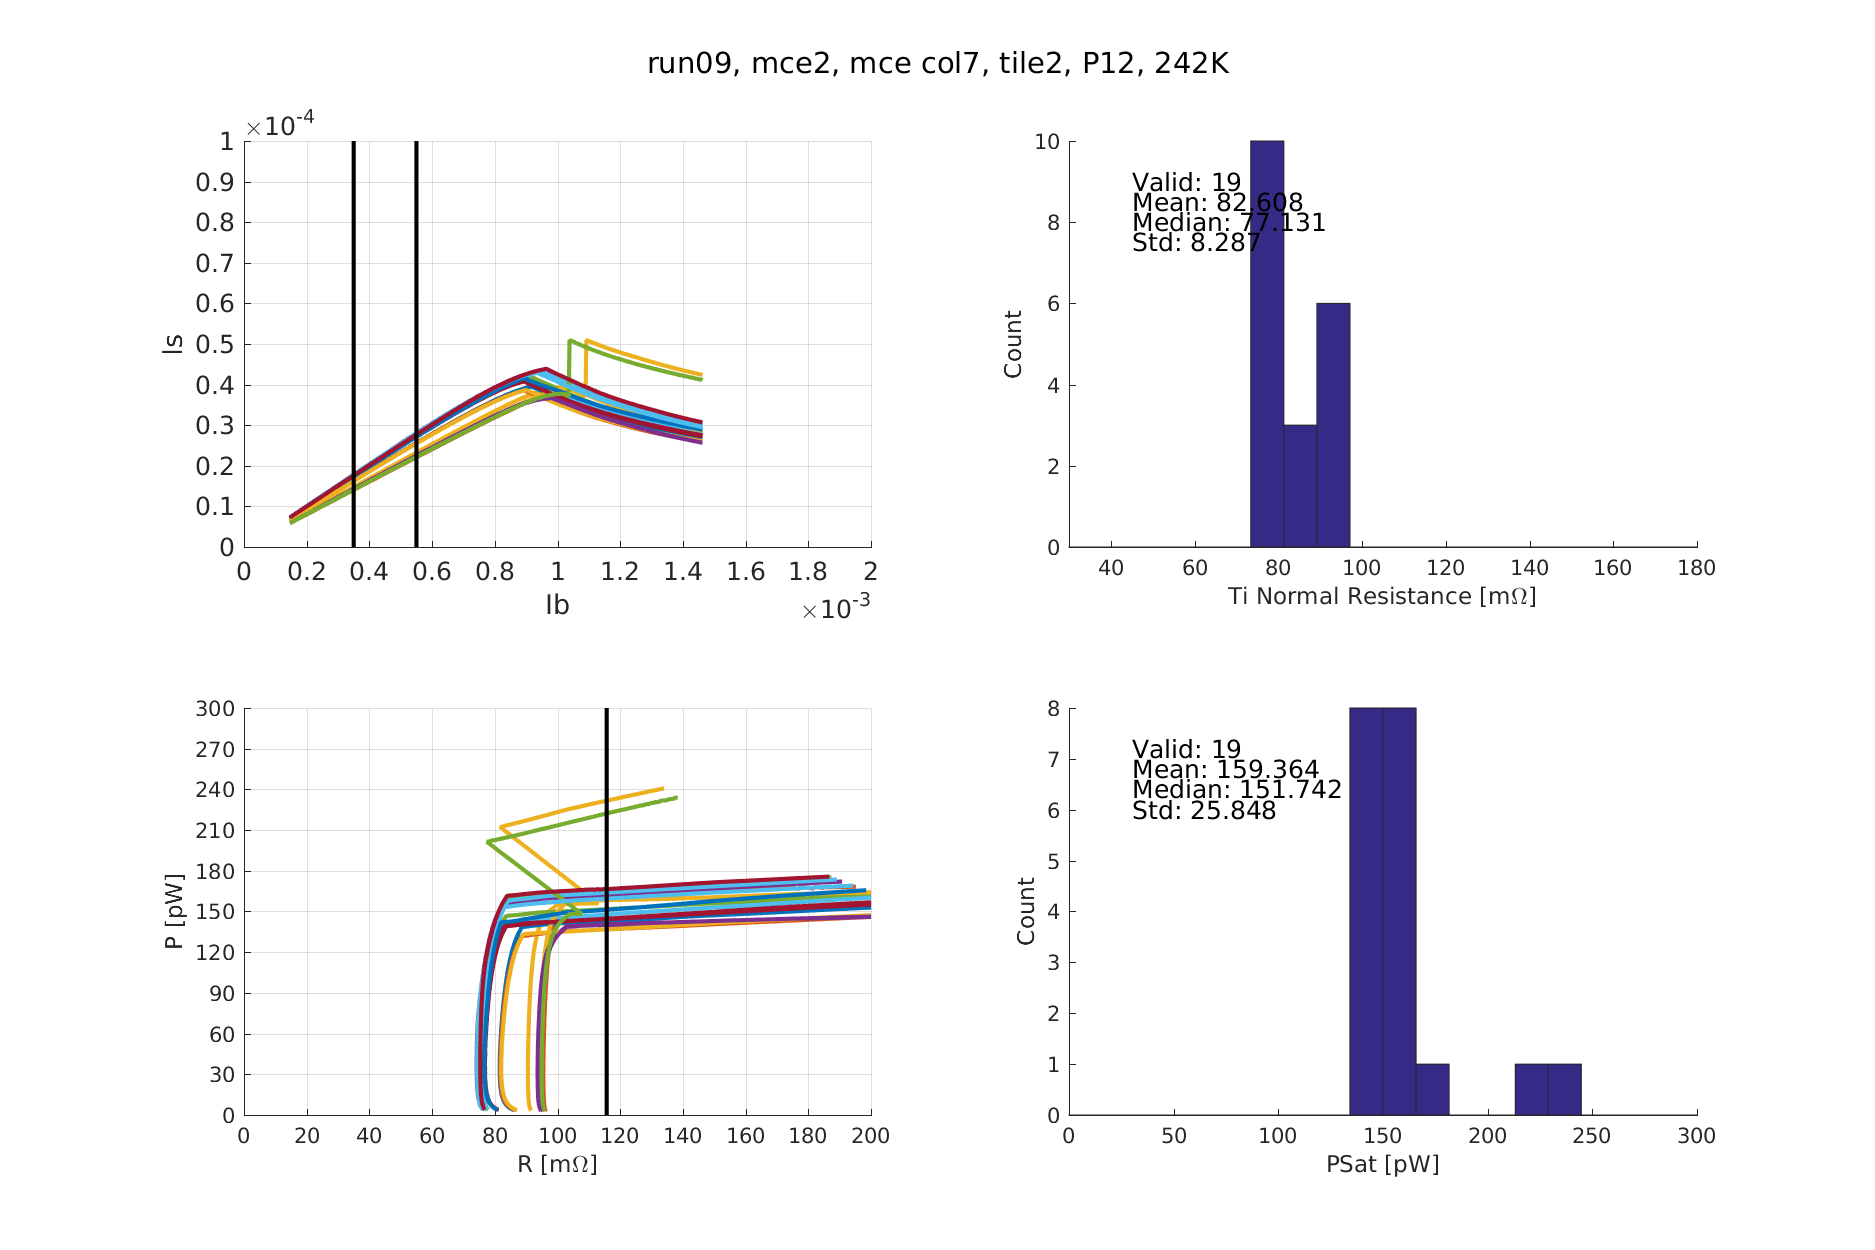 run09, mce2, mce col7, tile2, P12, 242K
×10-4
1
0.9
0.8
0.7
0.6
0.5
0.4
0.3
0.2
0.1
0
Is
0 0.2 0.4 0.6 0.8 1 1.2 1.4 1.6 1.8 2
Ib
×10-3
10
8
6
4
2
0
Count
Valid: 19
Mean: 82.608
Median: 77.131
Std: 8.287
40 60 80 100 120 140 160 180
Ti Normal Resistance [mΩ]
300
270
240
210
180
150
120
90
60
30
0
P [pW]
0 20 40 60 80 100 120 140 160 180 200
R [mΩ]
8
7
6
5
4
3
2
1
0
Count
Valid: 19
Mean: 159.364
Median: 151.742
Std: 25.848
0 50 100 150 200 250 300
PSat [pW]